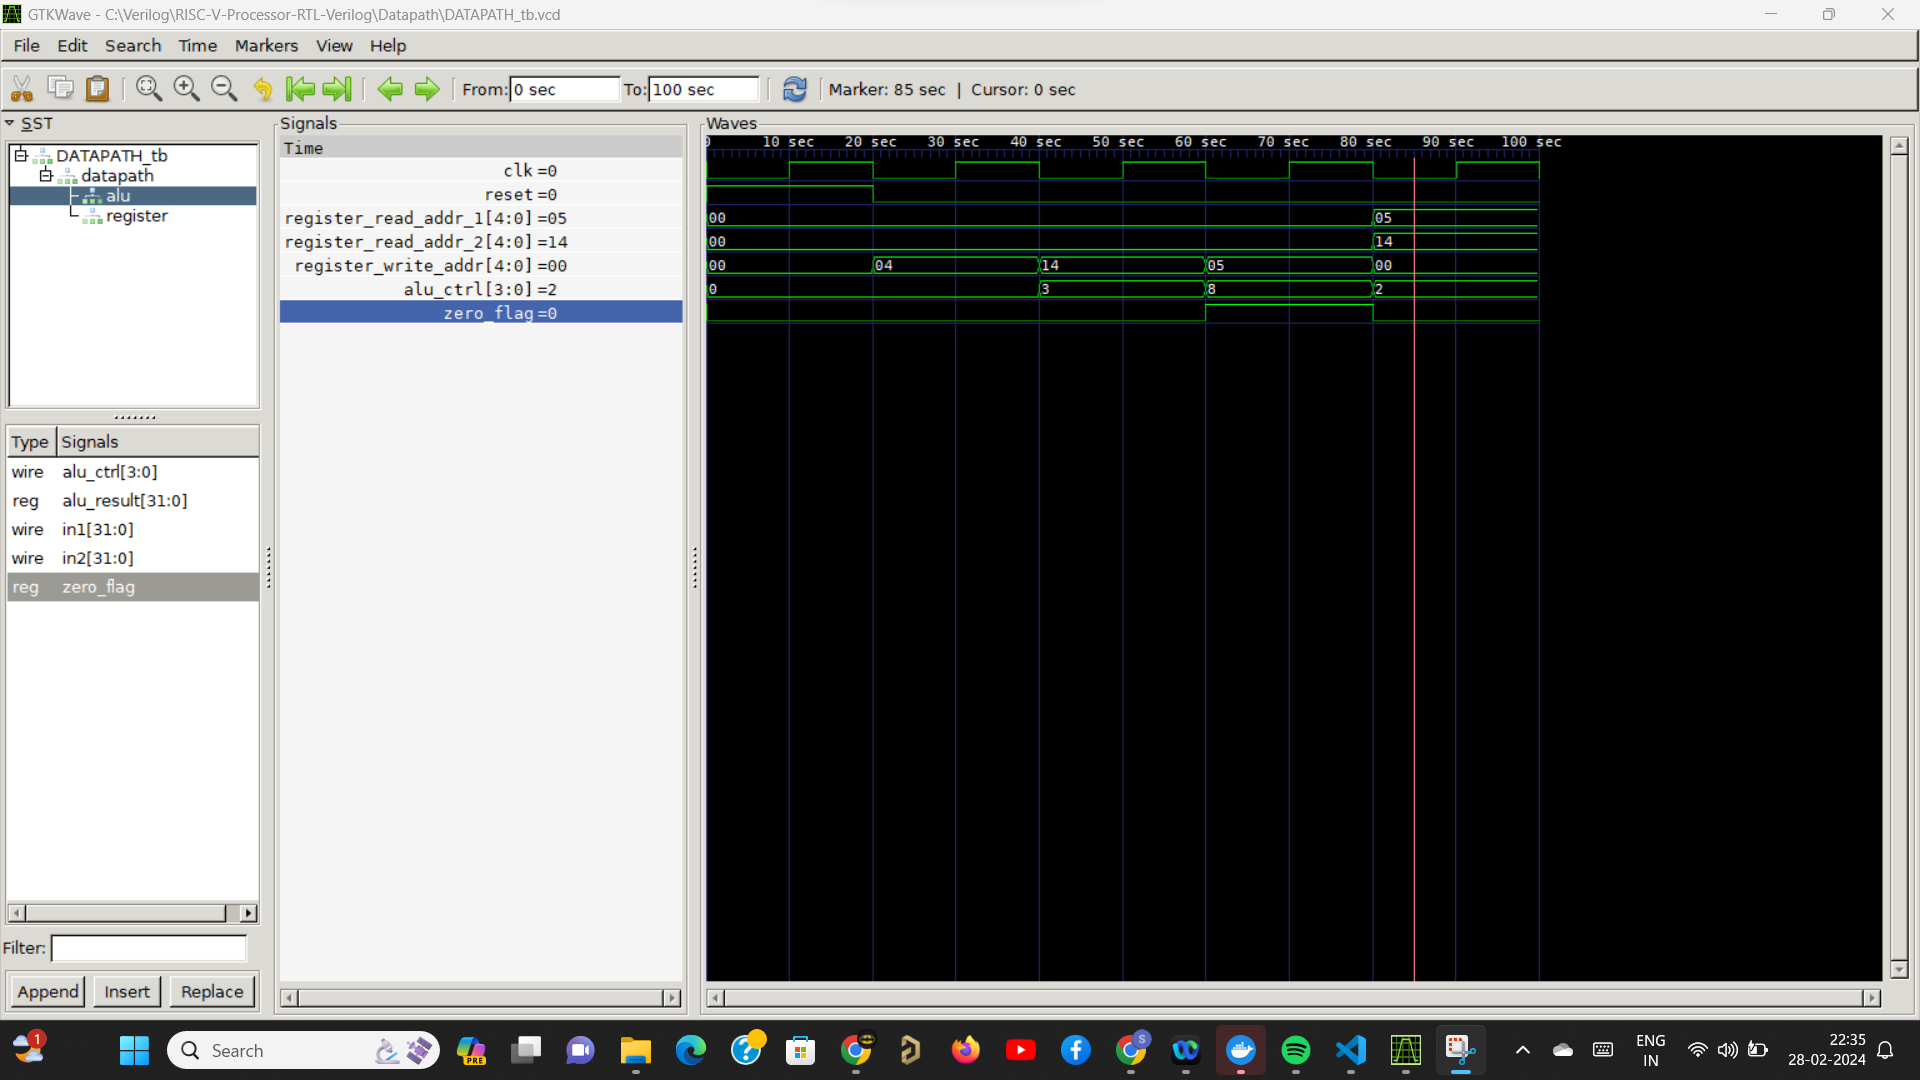 GTKWave - C:\Verilog\RISC-V-Processor-RTL-Verilog\Datapath\DATAPATH_tb.vcd
File Edit Search Time Markers View Help
From: 0 sec To: 100 sec Marker: 85 sec | Cursor: 0 sec
SST
DATAPATH_tb
datapath
alu
register
Type Signals
wire alu_ctrl[3:0]
reg alu_result[31:0]
wire in1[31:0]
wire in2[31:0]
reg zero_flag
Filter:
Append Insert Replace
Signals
Time
clk =0
reset =0
register_read_addr_1[4:0] =05
register_read_addr_2[4:0] =14
register_write_addr[4:0] =00
alu_ctrl[3:0] =2
zero_flag =0
Waves
0 10 sec 20 sec 30 sec 40 sec 50 sec 60 sec 70 sec 80 sec 90 sec 100 sec
00 05
00 14
00 04 14 05 00
0 3 8 2
1
Search
PRE
S
ENG
IN
22:35
28-02-2024